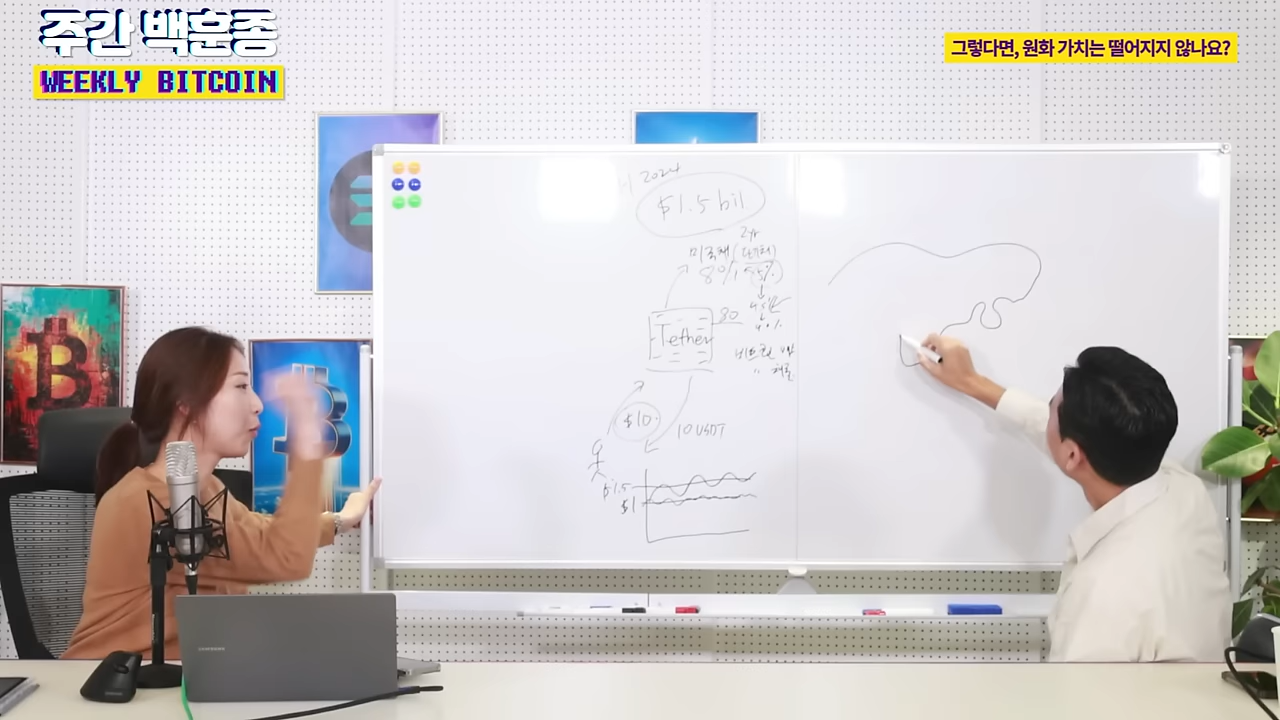 주간 백훈종
WEEKLY BITCOIN
그렇다면, 원화 가치는 떨어지지 않나요?
2024
$1.5 bil
미국채
80
Tether
$10
10 USDT
$1.5
$1
SAMSUNG